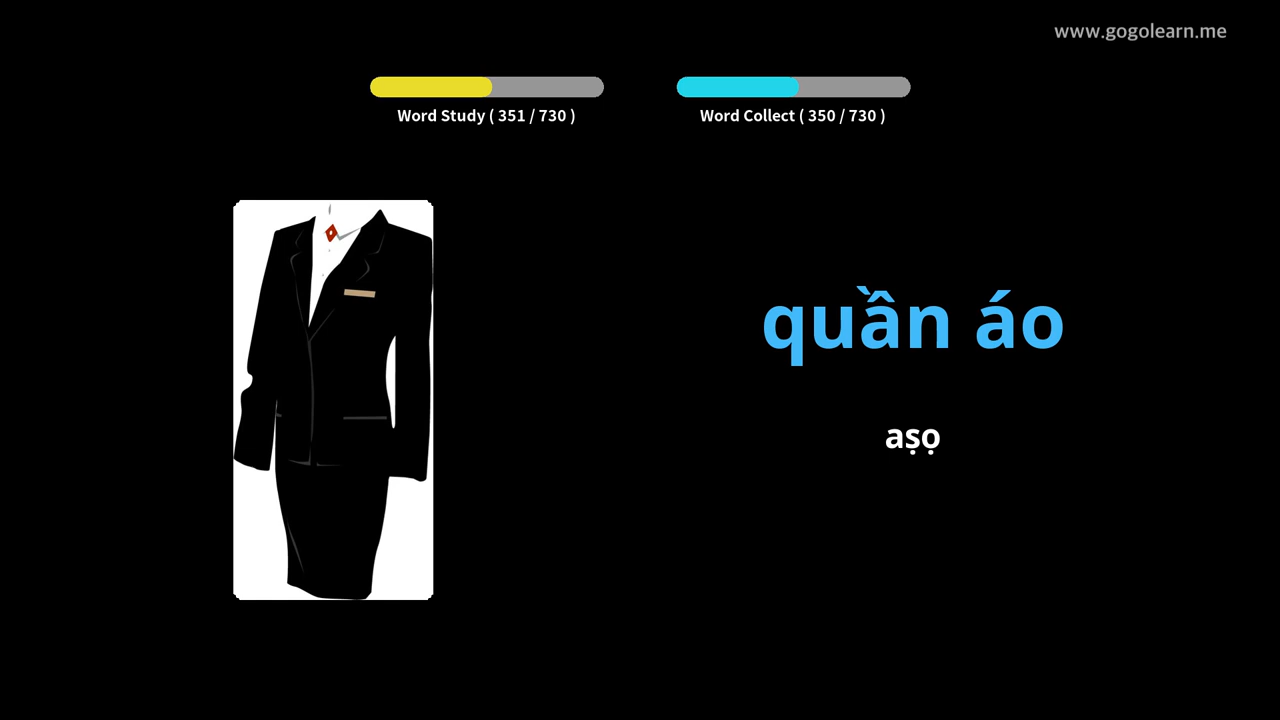 www.gogolearn.me
Word Study ( 351 / 730 )
Word Collect ( 350 / 730 )
quần áo
aṣọ